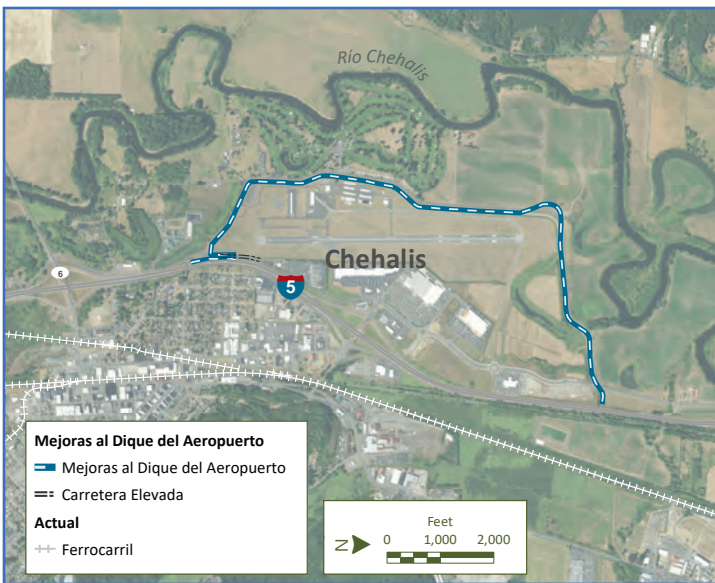 Río Chehalis
Chehalis
6
5
Mejoras al Dique del Aeropuerto
Mejoras al Dique del Aeropuerto
Carretera Elevada
Actual
Ferrocarril
Feet
N
0 1,000 2,000